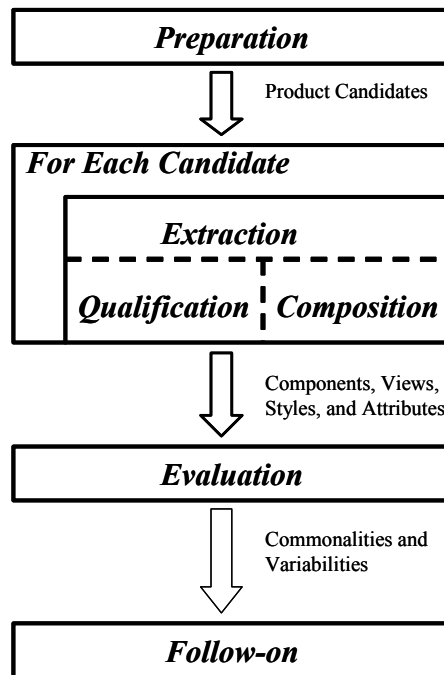 Preparation
Product Candidates
For Each Candidate
Extraction
Qualification
Composition
Components, Views,
Styles, and Attributes
Evaluation
Commonalities and
Variabilities
Follow-on